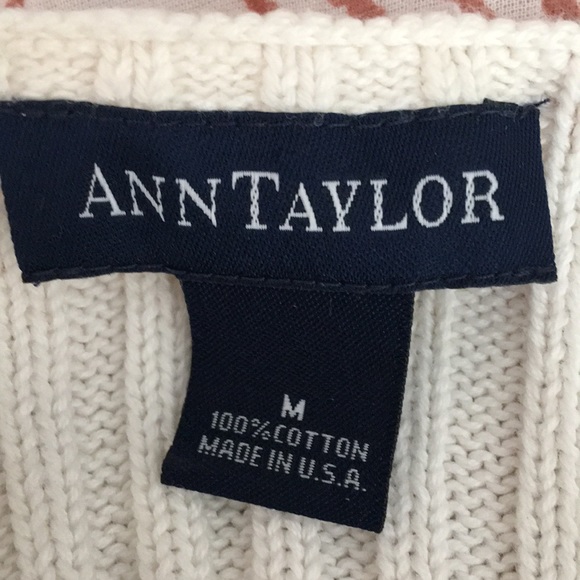 ANNTAYLOR
M
100% COTTON
MADE IN U.S.A.